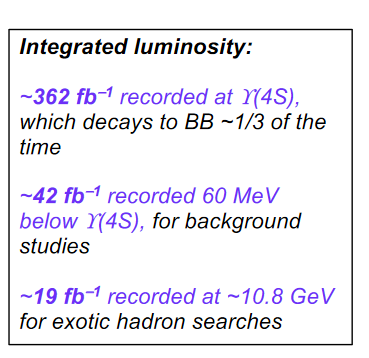 Integrated luminosity:
~362 fb⁻¹ recorded at ϒ(4S),
which decays to BB ~1/3 of the
time
~42 fb⁻¹ recorded 60 MeV
below ϒ(4S), for background
studies
~19 fb⁻¹ recorded at ~10.8 GeV
for exotic hadron searches